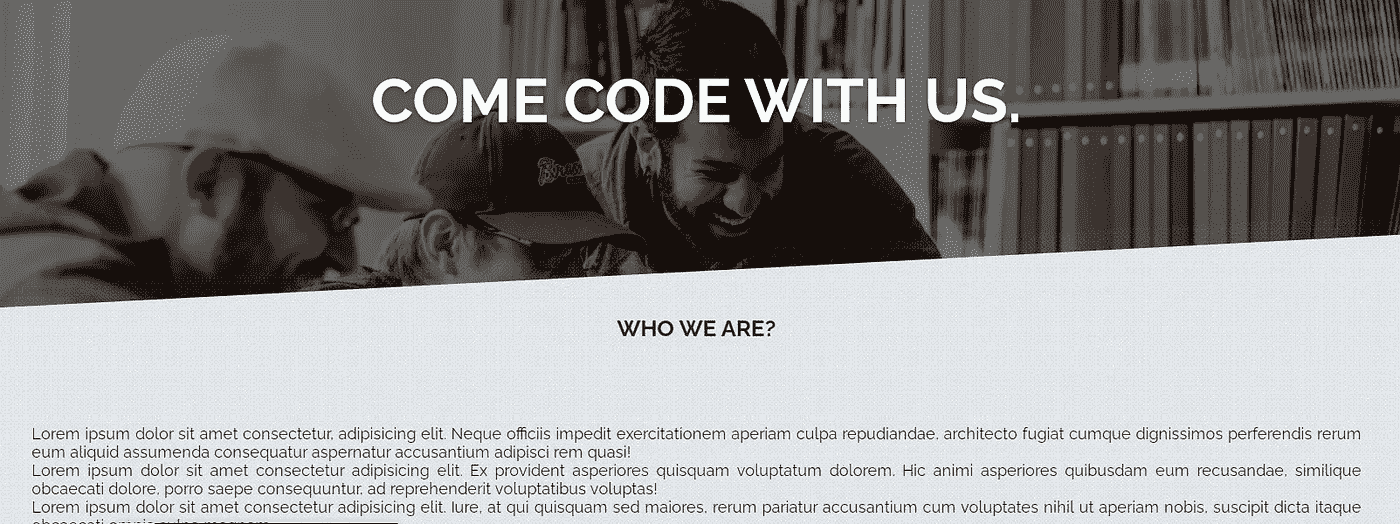 COME CODE WITH US.
WHO WE ARE?
Lorem ipsum dolor sit amet consectetur, adipisicing elit. Neque officiis impedit exercitationem aperiam culpa repudiandae, architecto fugiat cumque dignissimos perferendis rerum
eum aliquid assumenda consequatur aspernatur accusantium adipisci rem quasi!
Lorem ipsum dolor sit amet consectetur adipisicing elit. Ex provident asperiores quisquam voluptatum dolorem. Hic animi asperiores quibusdam eum recusandae, similique
obcaecati dolore, porro saepe consequuntur, ad reprehenderit voluptatibus voluptas!
Lorem ipsum dolor sit amet consectetur adipisicing elit. Iure, at qui quisquam sed maiores, rerum pariatur accusantium cum voluptates nihil ut aperiam nobis, suscipit dicta itaque